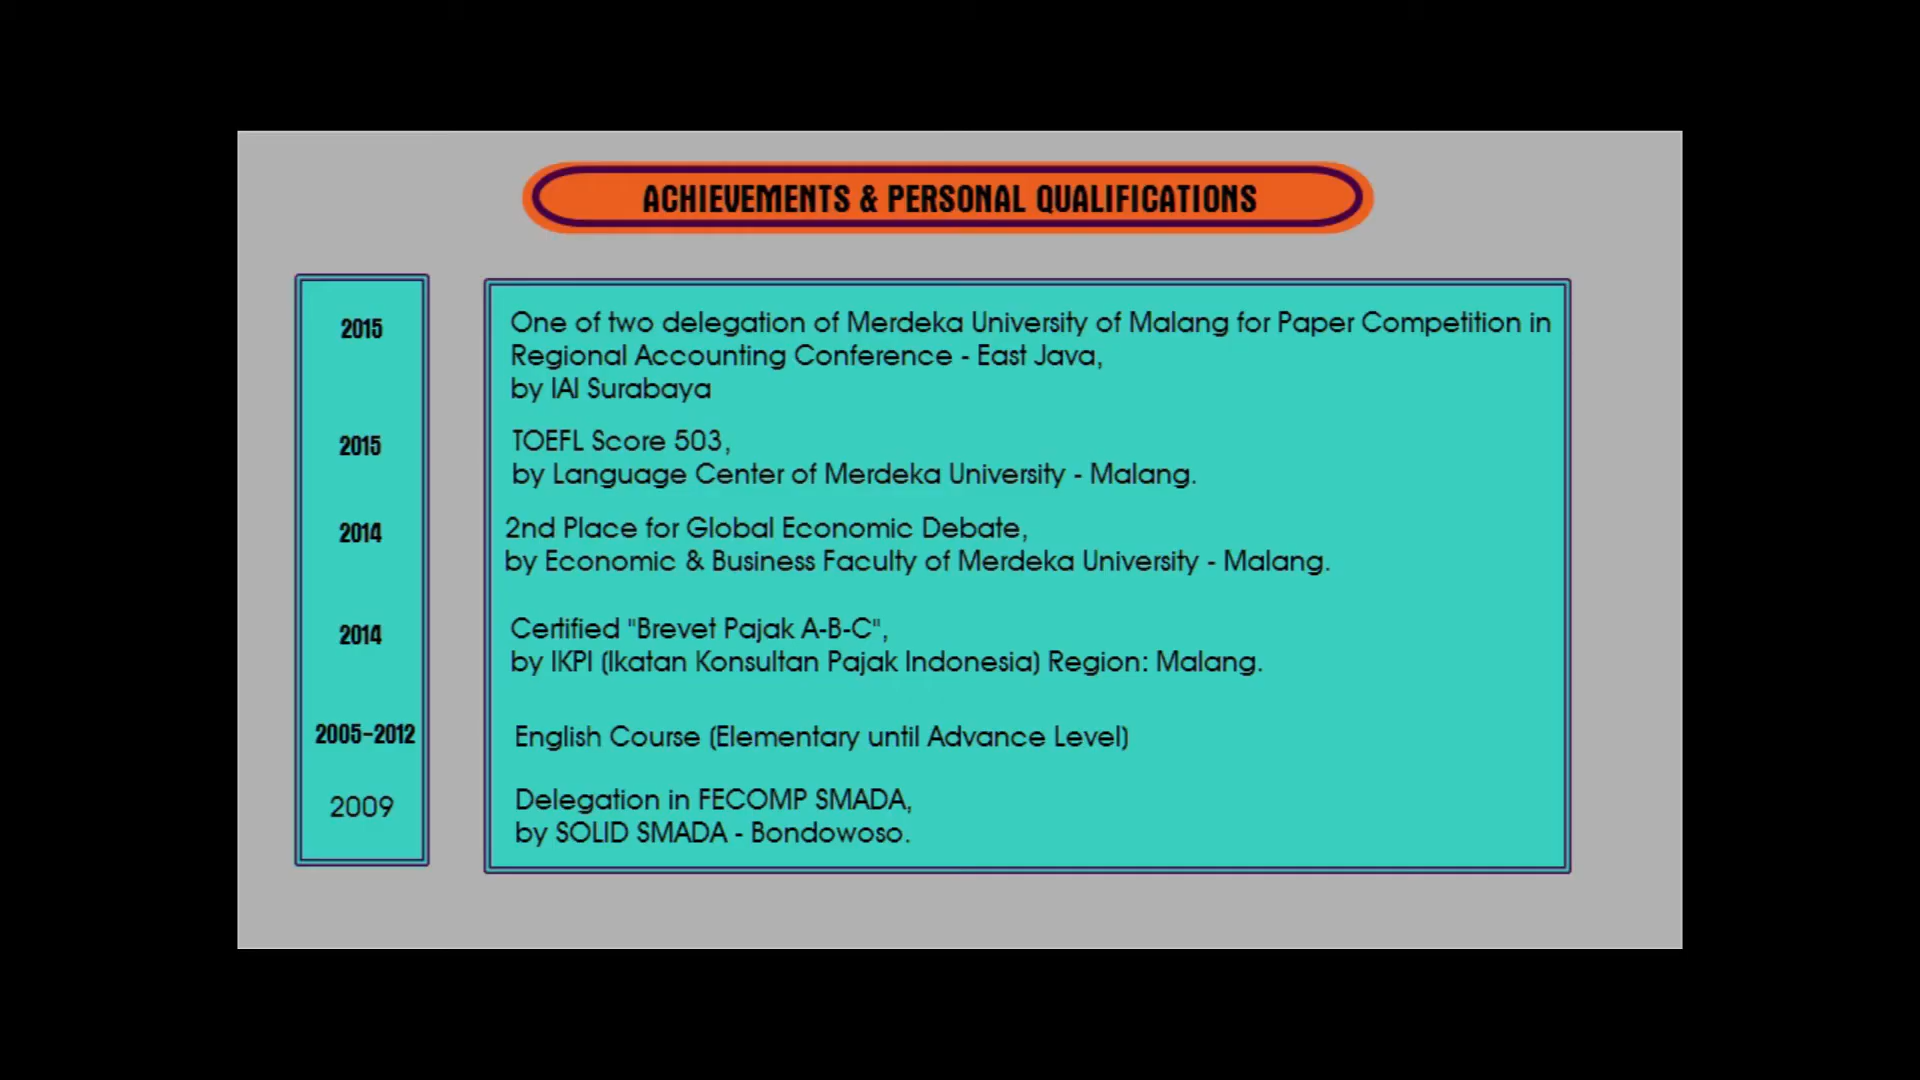 ACHIEVEMENTS & PERSONAL QUALIFICATIONS
2015
One of two delegation of Merdeka University of Malang for Paper Competition in
Regional Accounting Conference - East Java,
by IAI Surabaya
2015
TOEFL Score 503,
by Language Center of Merdeka University - Malang.
2014
2nd Place for Global Economic Debate,
by Economic & Business Faculty of Merdeka University - Malang.
2014
Certified "Brevet Pajak A-B-C",
by IKPI (Ikatan Konsultan Pajak Indonesia) Region: Malang.
2005-2012
English Course (Elementary until Advance Level)
2009
Delegation in FECOMP SMADA,
by SOLID SMADA - Bondowoso.